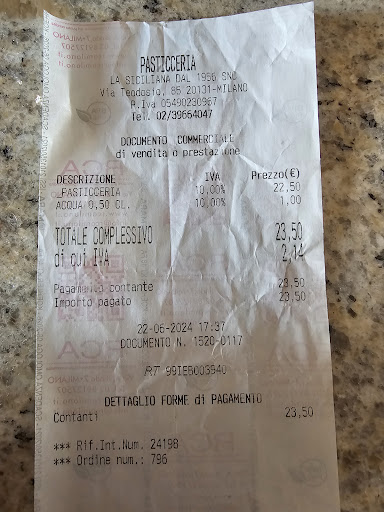 PASTICCERIA
LA SICILIANA DAL 1956 SNC
Via Teodosio, 85 20131-MILANO
P.Iva 05490230967
Tel. 02/39664047
DOCUMENTO COMMERCIALE
di vendita o prestazione
DESCRIZIONE IVA Prezzo(€)
PASTICCERIA 10,00% 22,50
ACQUA 0,50 CL. 10,00% 1,00
TOTALE COMPLESSIVO 23,50
di cui IVA 2,14
Pagamento contante 23,50
Importo pagato 23,50
22-06-2024 17:37
DOCUMENTO N. 1520-0117
RT 99IEB003540
DETTAGLIO FORME di PAGAMENTO
Contanti 23,50
*** Rif.Int.Num. 24198
*** Ordine num.: 796